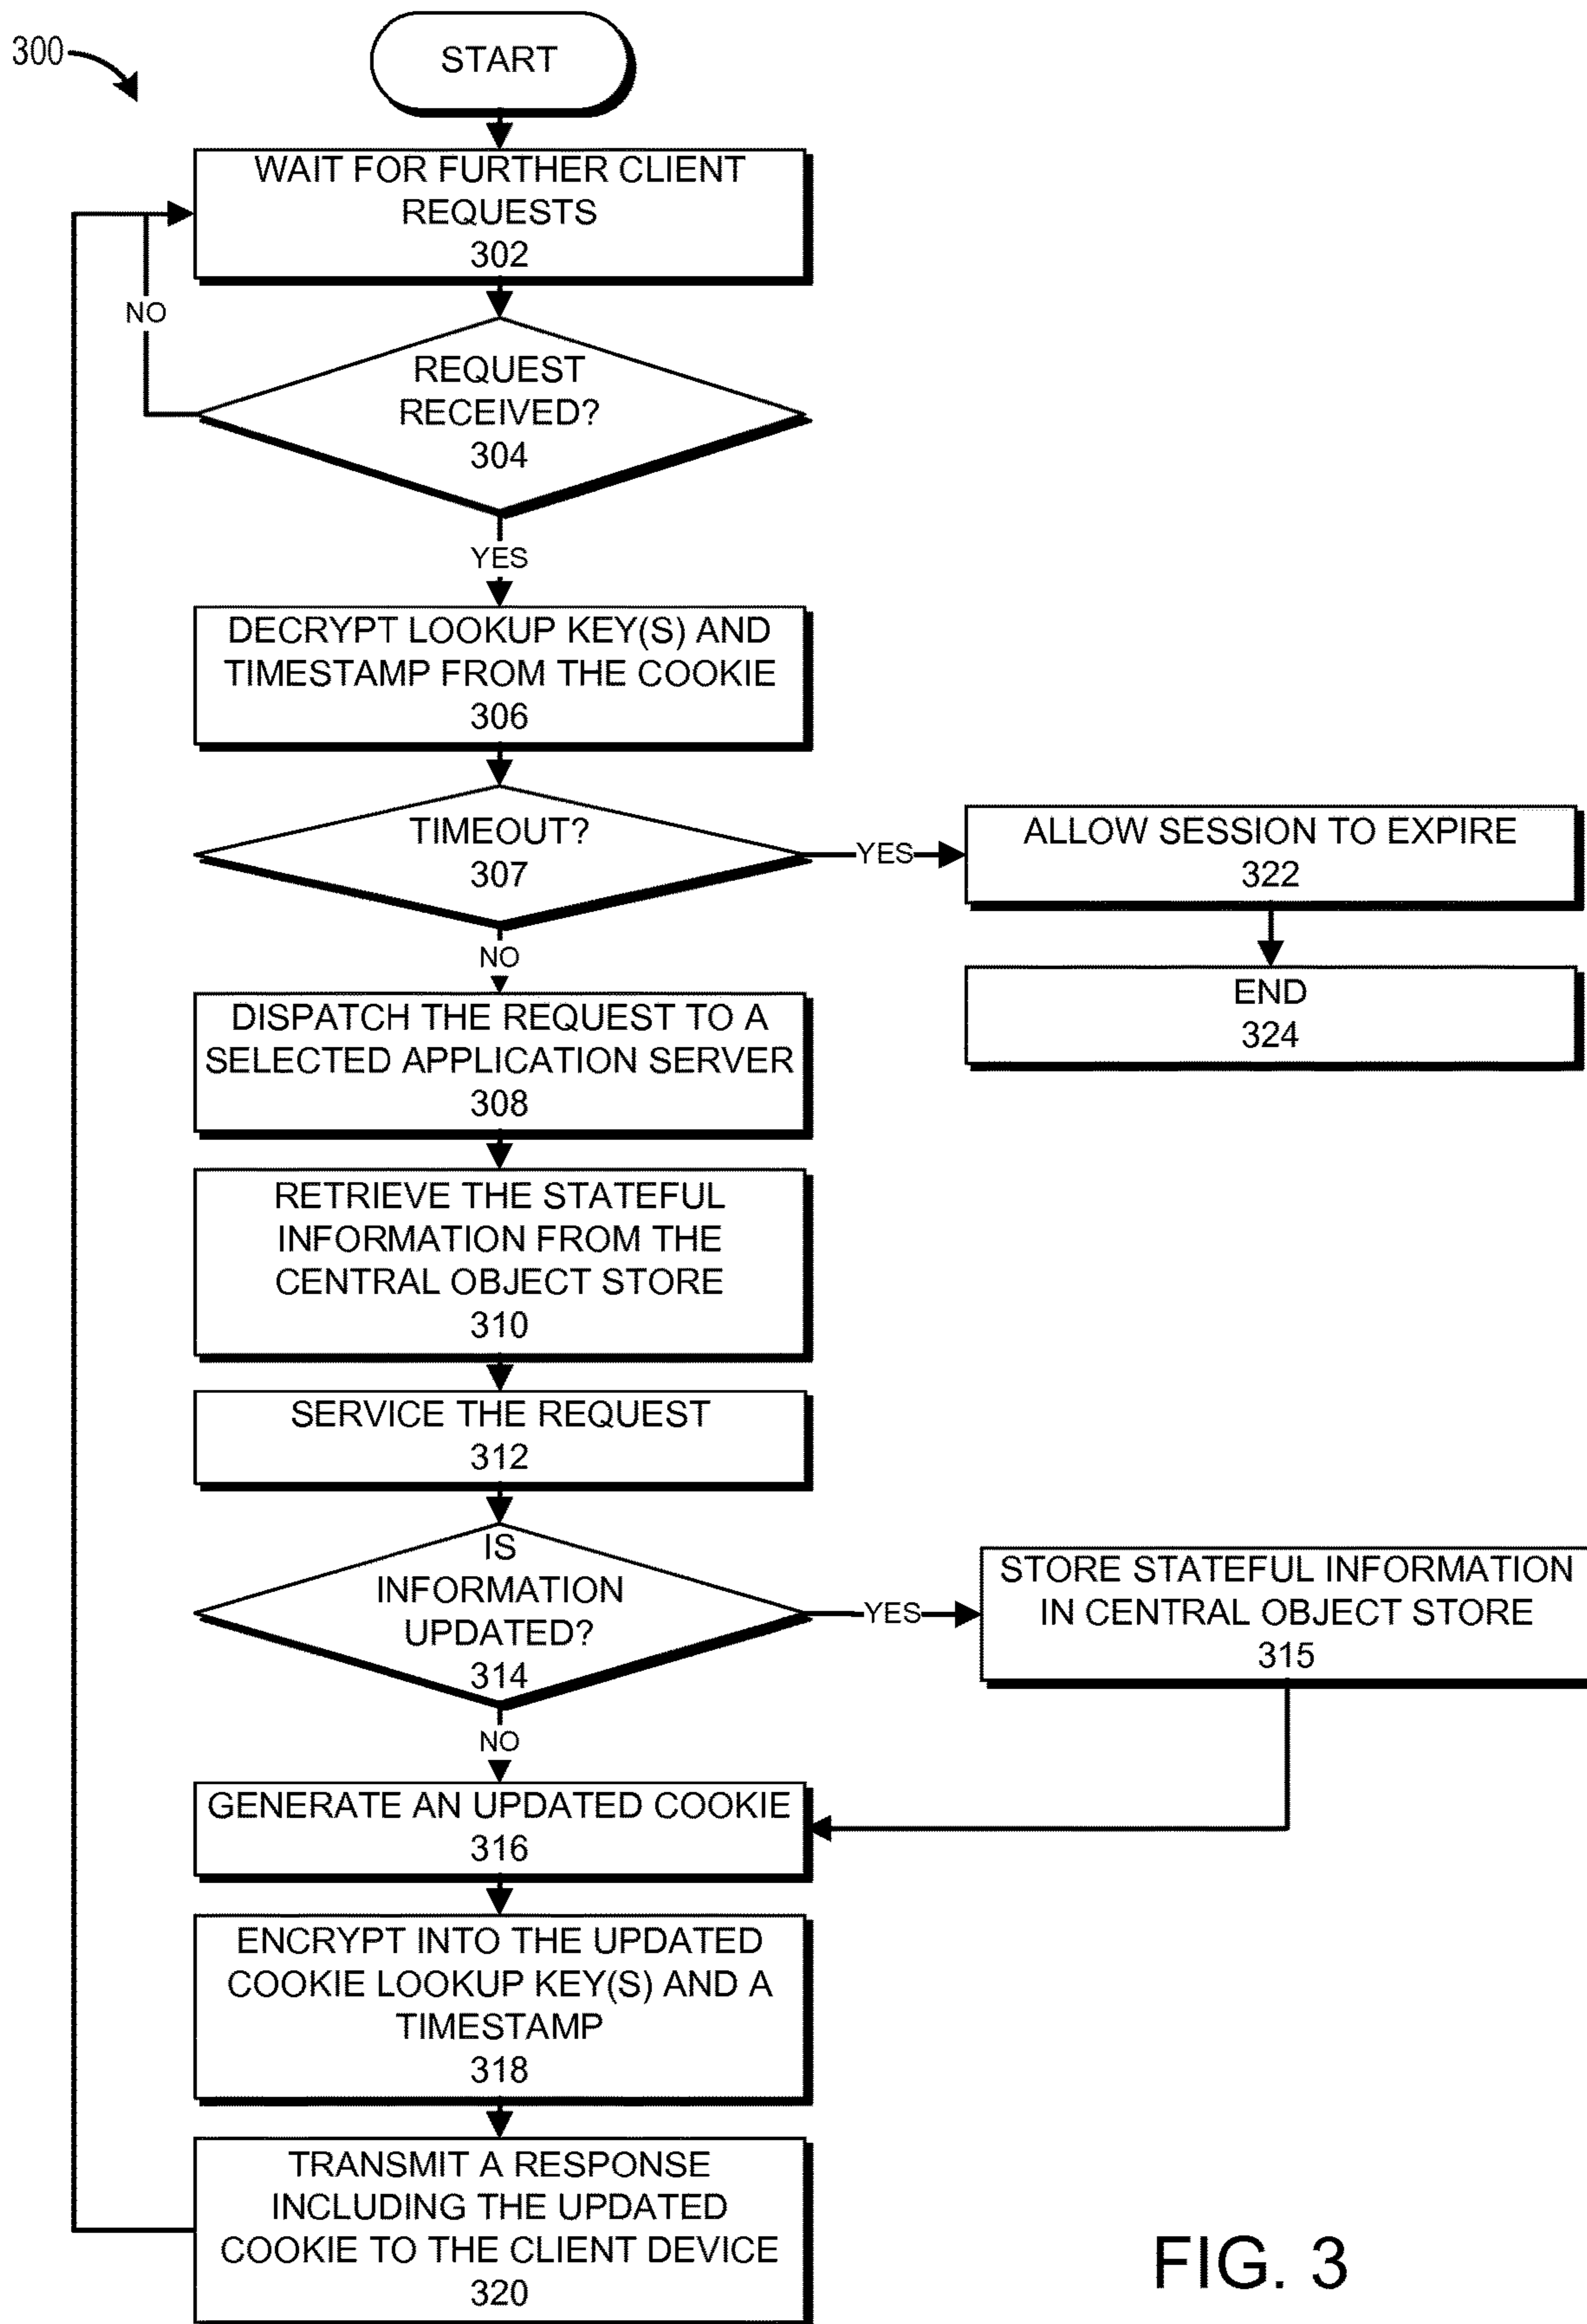 300
START
WAIT FOR FURTHER CLIENT
REQUESTS
302
NO
REQUEST
RECEIVED?
304
YES
DECRYPT LOOKUP KEY(S) AND
TIMESTAMP FROM THE COOKIE
306
TIMEOUT?
307
YES
ALLOW SESSION TO EXPIRE
322
END
324
NO
DISPATCH THE REQUEST TO A
SELECTED APPLICATION SERVER
308
RETRIEVE THE STATEFUL
INFORMATION FROM THE
CENTRAL OBJECT STORE
310
SERVICE THE REQUEST
312
IS
INFORMATION
UPDATED?
314
YES
STORE STATEFUL INFORMATION
IN CENTRAL OBJECT STORE
315
NO
GENERATE AN UPDATED COOKIE
316
ENCRYPT INTO THE UPDATED
COOKIE LOOKUP KEY(S) AND A
TIMESTAMP
318
TRANSMIT A RESPONSE
INCLUDING THE UPDATED
COOKIE TO THE CLIENT DEVICE
320
FIG. 3